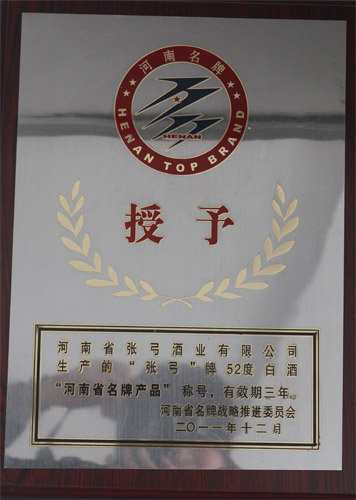 河南名牌
HENAN
HENAN TOP BRAND
授予
河南省张弓酒业有限公司
生产的“张弓”牌52度白酒
“河南省名牌产品”称号，有效期三年。
河南省名牌战略推进委员会
二〇一一年十二月